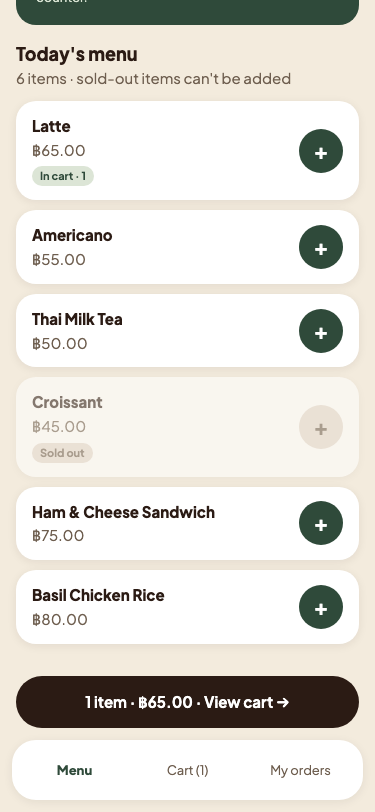 counter.
Today's menu
6 items · sold-out items can't be added
Latte
฿65.00
In cart · 1
+
Americano
฿55.00
+
Thai Milk Tea
฿50.00
+
Croissant
฿45.00
Sold out
+
Ham & Cheese Sandwich
฿75.00
+
Basil Chicken Rice
฿80.00
+
1 item · ฿65.00 · View cart →
Menu
Cart (1)
My orders